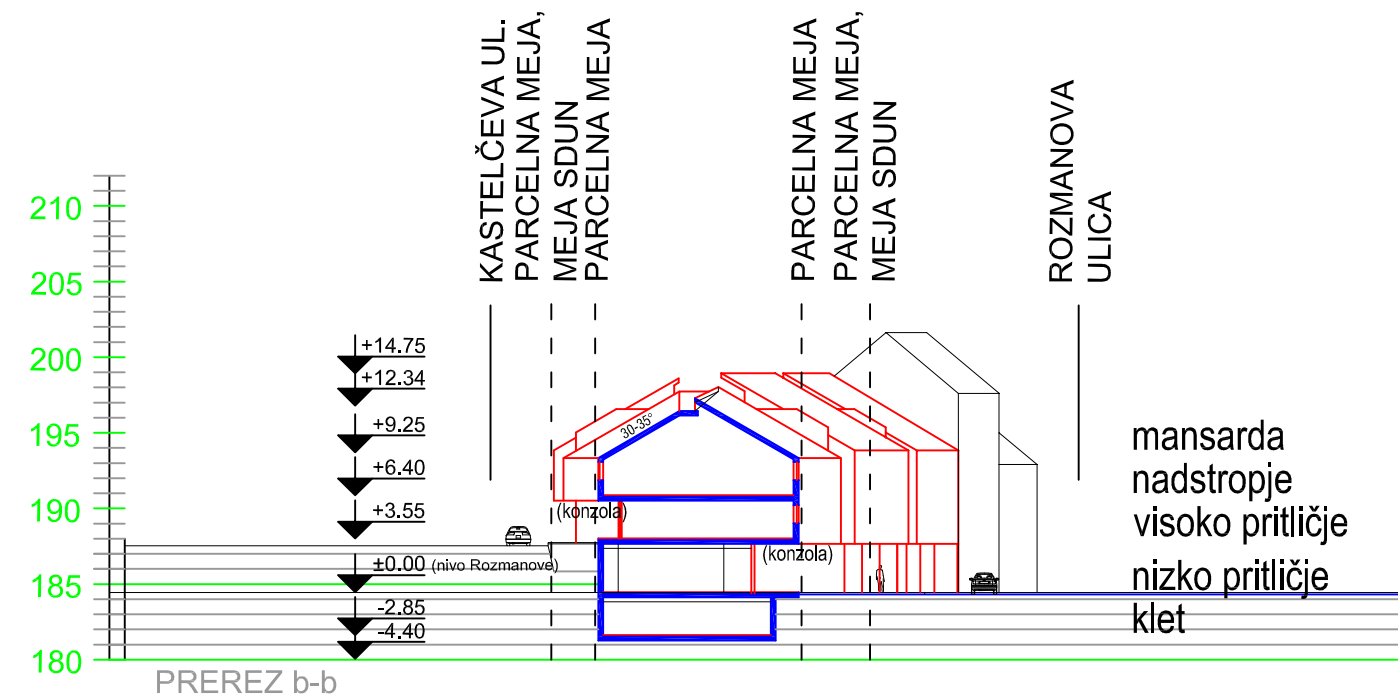 KASTELČEVA UL.
PARCELNA MEJA,
MEJA SDUN
PARCELNA MEJA
PARCELNA MEJA
PARCELNA MEJA,
MEJA SDUN
ROZMANOVA
ULICA
210
205
200
195
190
185
180
+14.75
+12.34
+9.25
+6.40
+3.55
±0.00 (nivo Rozmanove)
-2.85
-4.40
30-35°
(konzola)
(konzola)
mansarda
nadstropje
visoko pritličje
nizko pritličje
klet
PREREZ b-b